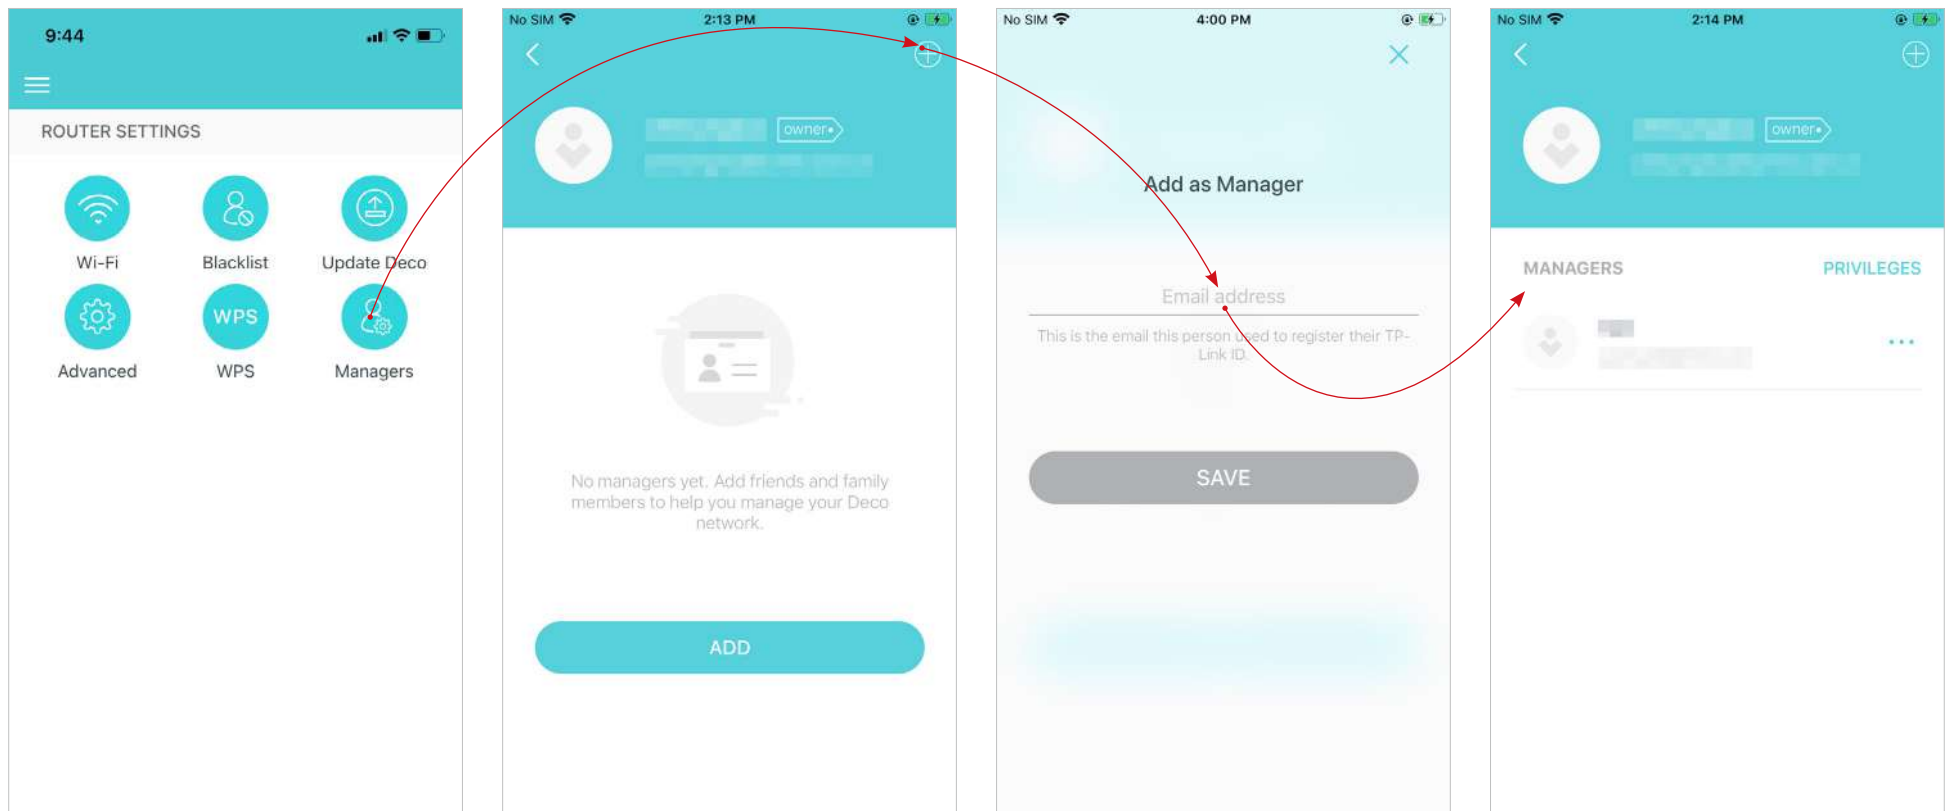 9:44
ROUTER SETTINGS
Wi-Fi
Blacklist
Update Deco
WPS
Advanced
WPS
Managers
No SIM
2:13 PM
owner
No managers yet. Add friends and family
members to help you manage your Deco
network.
ADD
No SIM
4:00 PM
Add as Manager
Email address
This is the email this person used to register their TP-
Link ID.
SAVE
No SIM
2:14 PM
owner
MANAGERS
PRIVILEGES